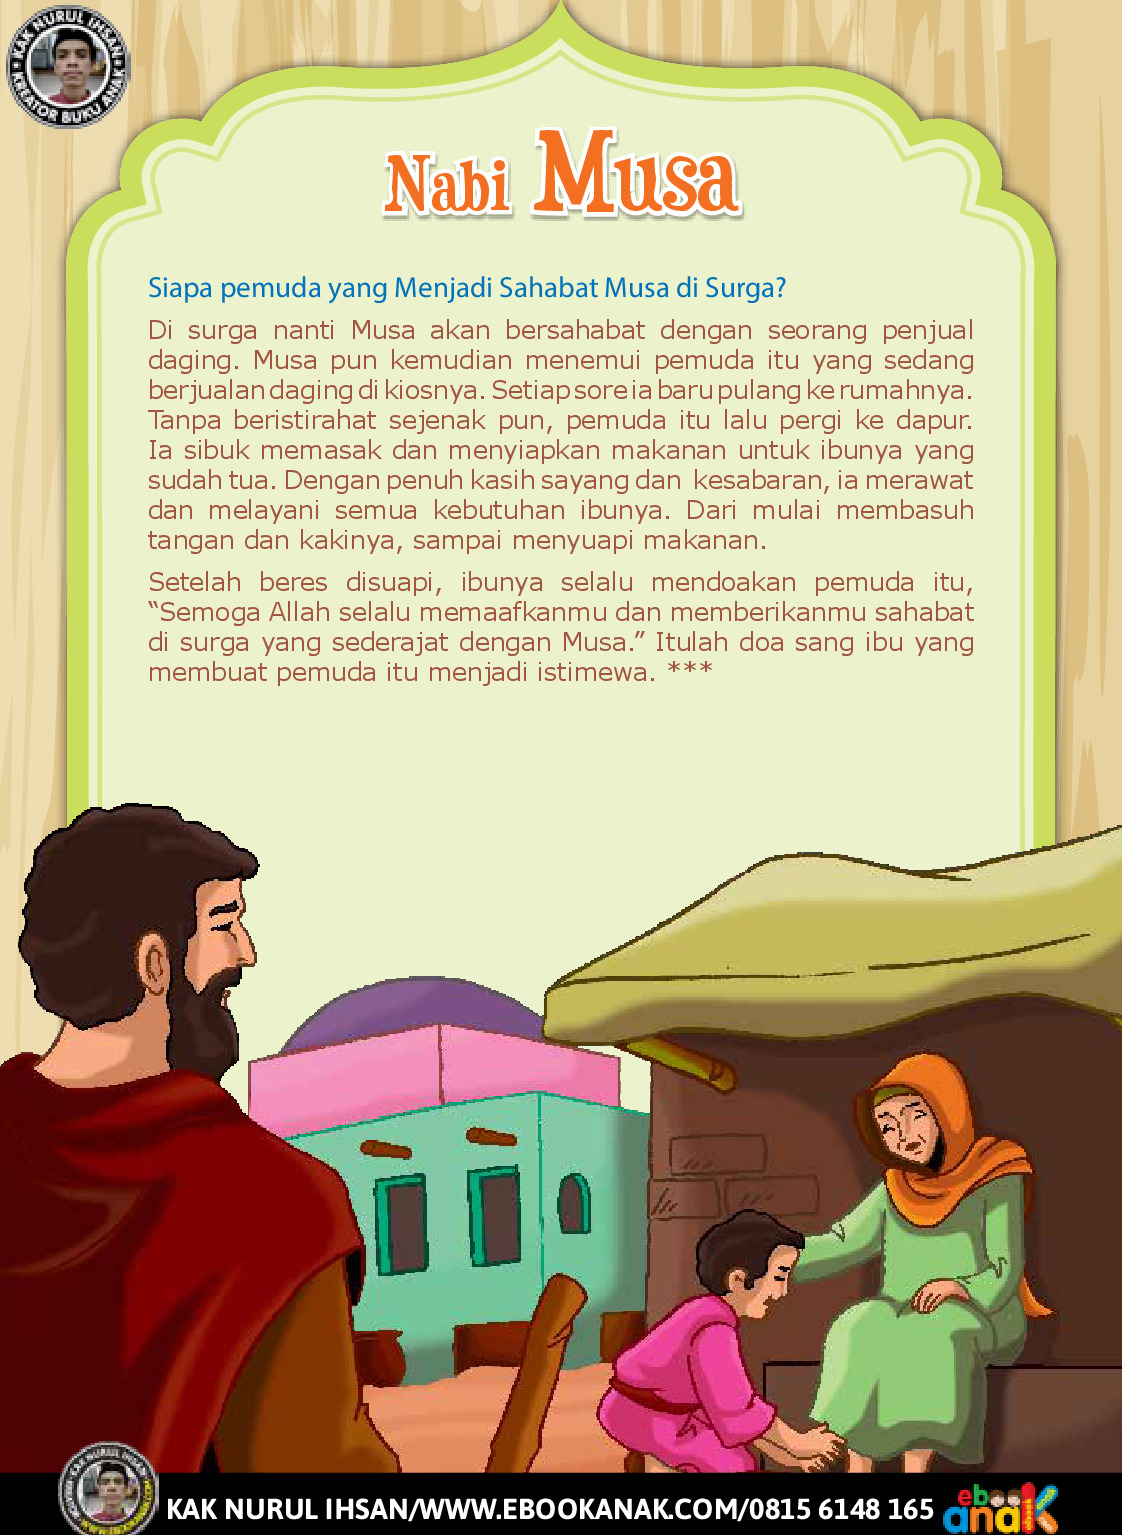 KAK NURUL IHSAN
KREATOR BUKU ANAK
Nabi Musa
Siapa pemuda yang Menjadi Sahabat Musa di Surga?
Di surga nanti Musa akan bersahabat dengan seorang penjual
daging. Musa pun kemudian menemui pemuda itu yang sedang
berjualan daging di kiosnya. Setiap sore ia baru pulang ke rumahnya.
Tanpa beristirahat sejenak pun, pemuda itu lalu pergi ke dapur.
Ia sibuk memasak dan menyiapkan makanan untuk ibunya yang
sudah tua. Dengan penuh kasih sayang dan kesabaran, ia merawat
dan melayani semua kebutuhan ibunya. Dari mulai membasuh
tangan dan kakinya, sampai menyuapi makanan.
Setelah beres disuapi, ibunya selalu mendoakan pemuda itu,
“Semoga Allah selalu memaafkanmu dan memberikanmu sahabat
di surga yang sederajat dengan Musa.” Itulah doa sang ibu yang
membuat pemuda itu menjadi istimewa. ***
KAK NURUL IHSAN/WWW.EBOOKANAK.COM/0815 6148 165
ebook
anak